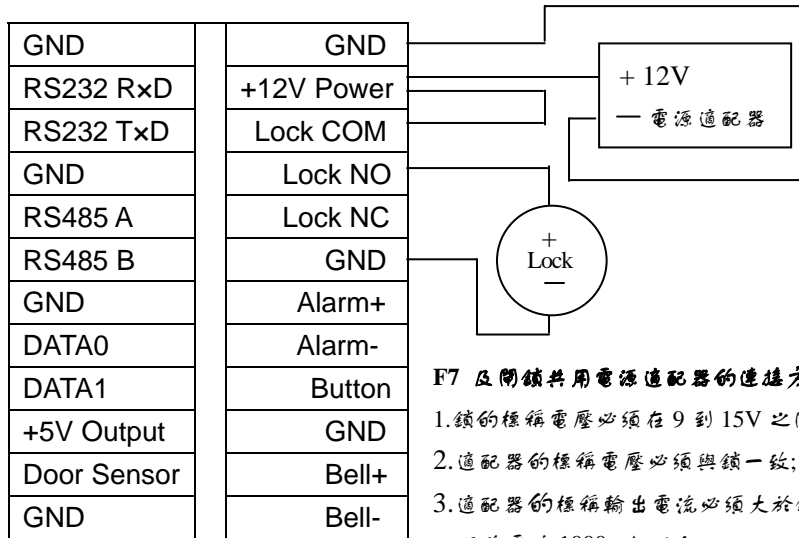 GND GND
RS232 R×D +12V Power
RS232 T×D Lock COM
GND Lock NO
RS485 A Lock NC
RS485 B GND
GND Alarm+
DATA0 Alarm-
DATA1 Button
+5V Output GND
Door Sensor Bell+
GND Bell-
+ 12V
— 電源適配器
+
Lock
—
F7 及閉鎖共用電源適配器的連接方
1.鎖的標稱電壓必須在 9 到 15V 之
2.適配器的標稱電壓必須與鎖一致;
3.適配器的標稱輸出電流必須大於